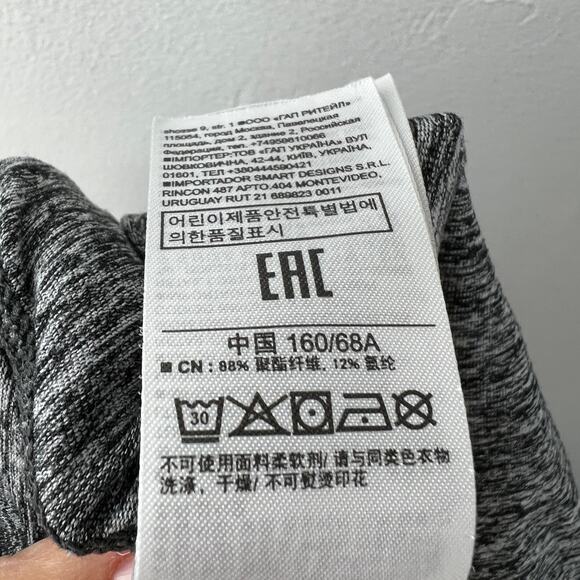 shosse 9, str. 1 ■ООО «ГАП РИТЕЙЛ»
115054, город Москва, Павелецкая
площадь, дом 2, здание 2, Российская
Федерация, тел. +74959610066
■ИМПОРТЕР:ТОВ «ГАП УКРАЇНА» ВУЛ
ШОВКОВИЧНА, 42-44, КИЇВ, УКРАЇНА
01601, ТЕЛ +380444590421
■IMPORTADOR SMART DESIGNS S.R.L.
RINCON 487 APTO.404 MONTEVIDEO,
URUGUAY RUT 21 689823 0011
어린이제품안전특별법에
의한품질표시
EAC
中国 160/68A
■ CN : 88% 聚酯纤维, 12% 氨纶
30
不可使用面料柔软剂/ 请与同类色衣物
洗涤, 干燥/ 不可熨烫印花